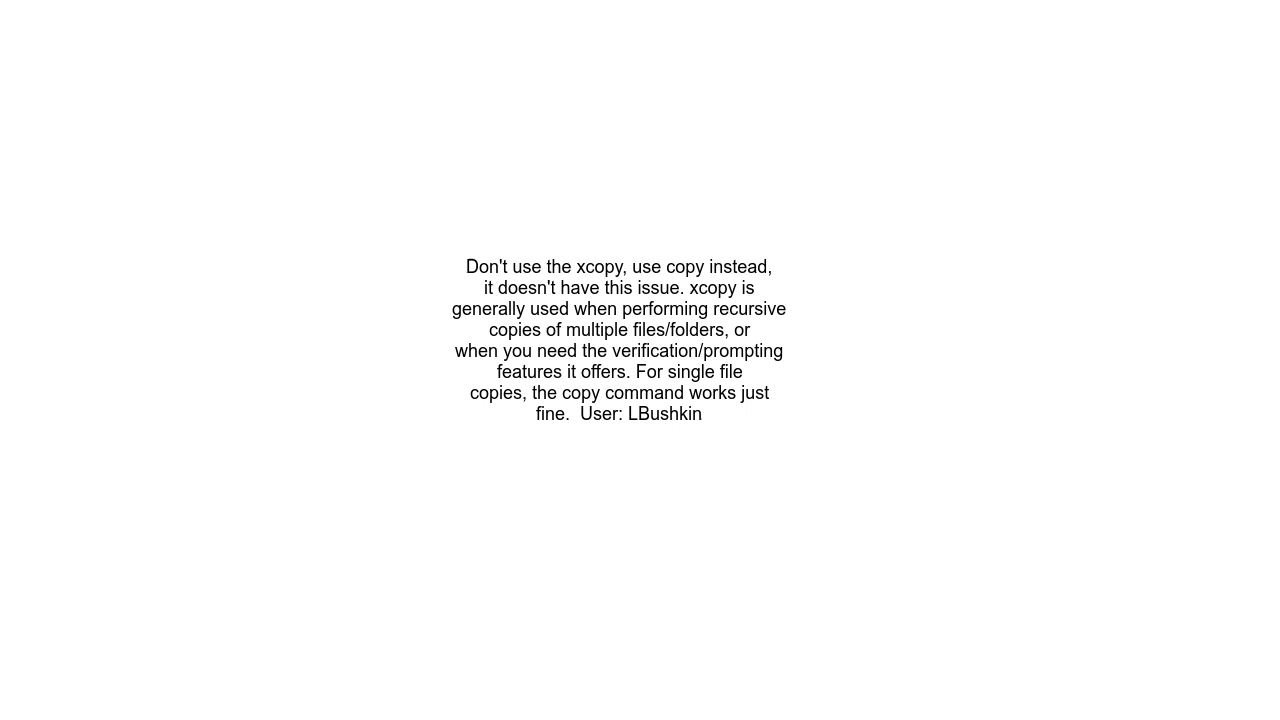 Don't use the xcopy, use copy instead,
it doesn't have this issue. xcopy is
generally used when performing recursive
copies of multiple files/folders, or
when you need the verification/prompting
features it offers. For single file
copies, the copy command works just
fine.  User: LBushkin